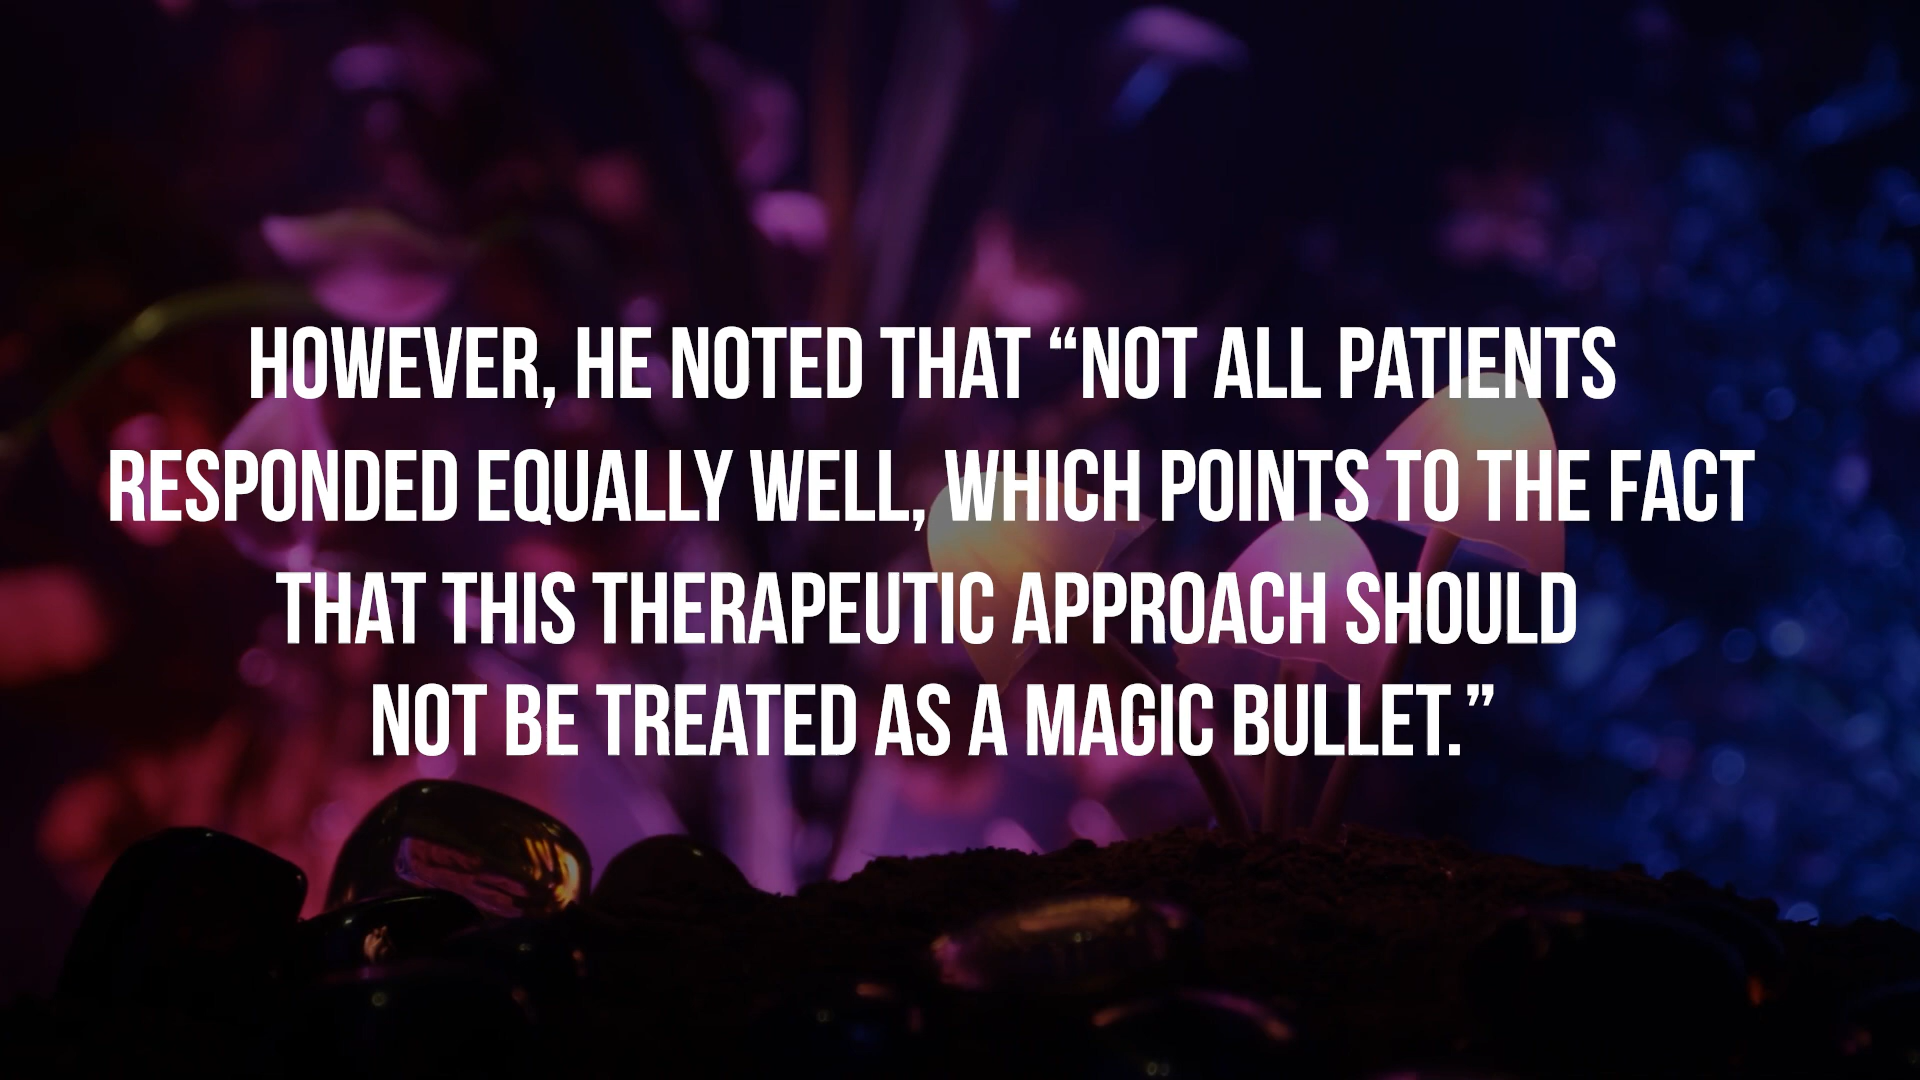 HOWEVER, HE NOTED THAT “NOT ALL PATIENTS
RESPONDED EQUALLY WELL, WHICH POINTS TO THE FACT
THAT THIS THERAPEUTIC APPROACH SHOULD
NOT BE TREATED AS A MAGIC BULLET.”